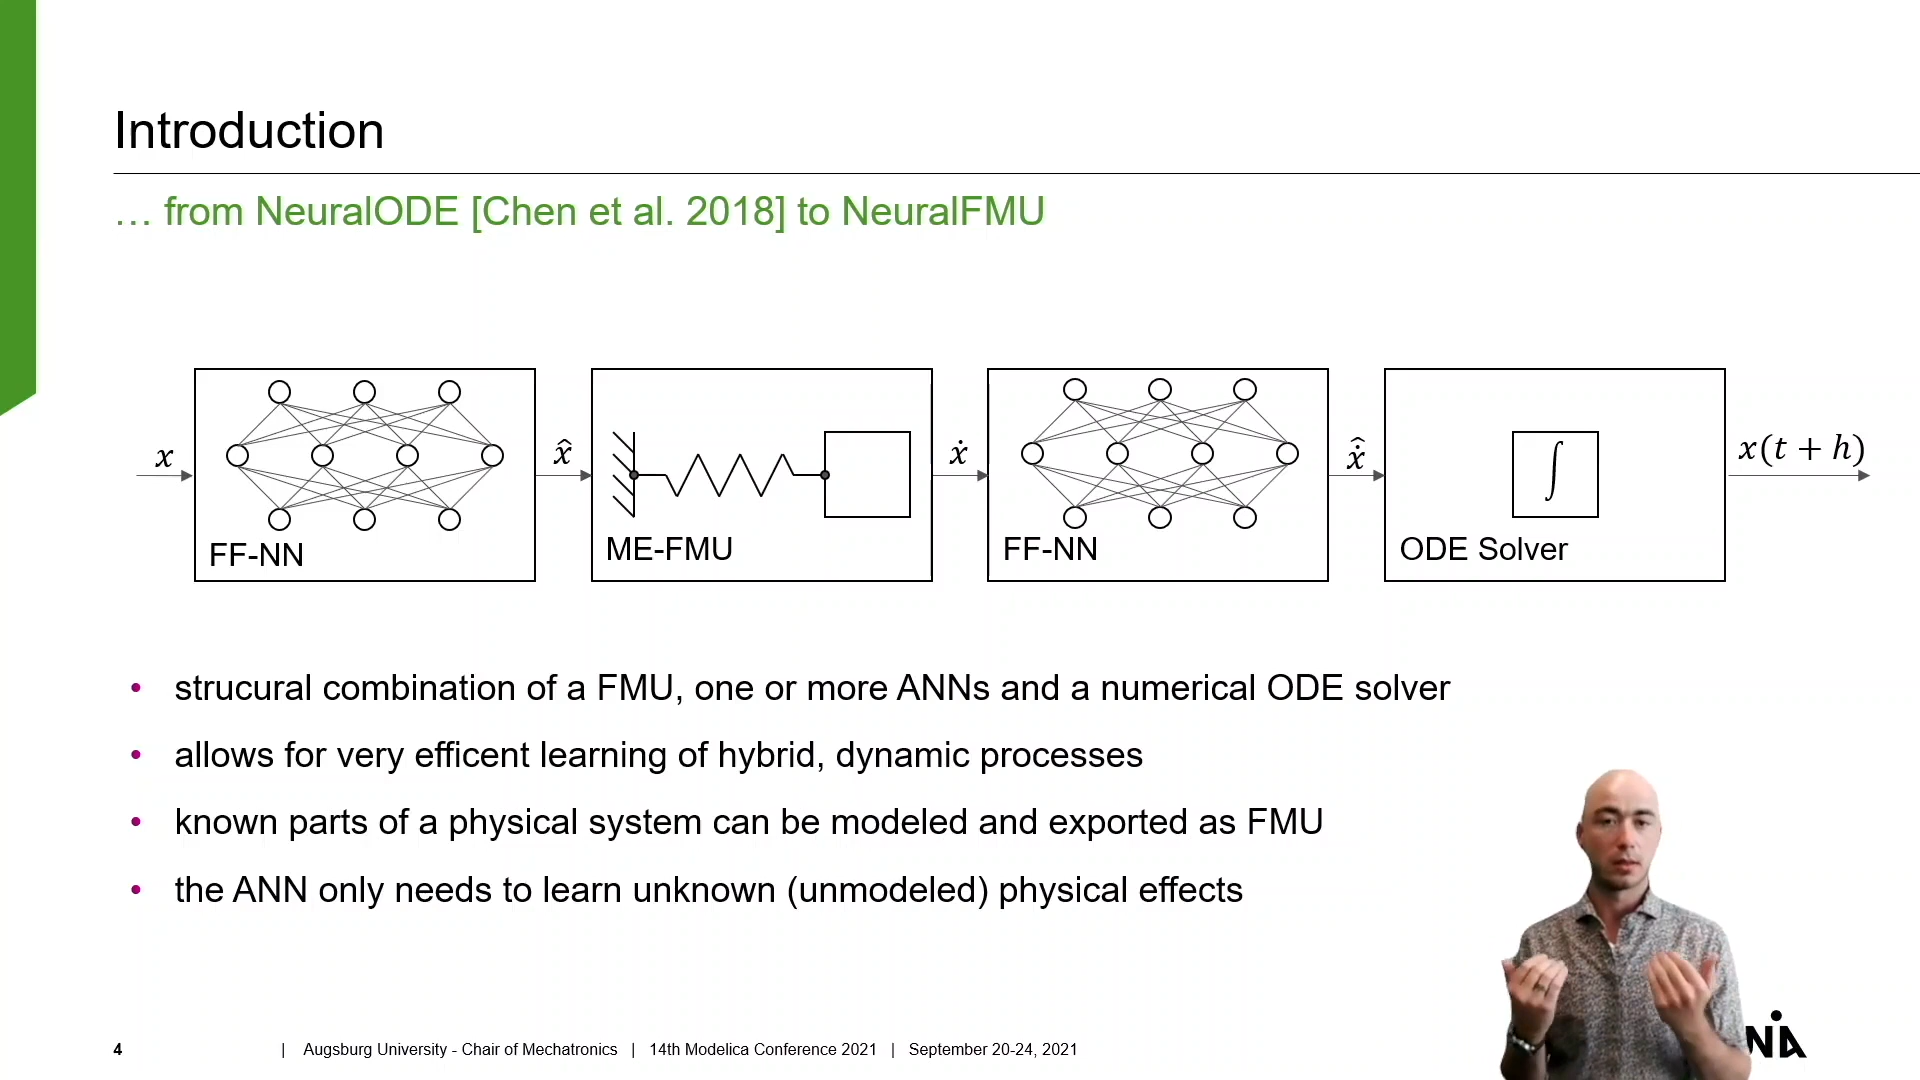 Introduction
… from NeuralODE [Chen et al. 2018] to NeuralFMU
x
x̂
ẋ
ẋ̂
x(t + h)
∫
FF-NN
ME-FMU
FF-NN
ODE Solver
• strucural combination of a FMU, one or more ANNs and a numerical ODE solver
• allows for very efficent learning of hybrid, dynamic processes
• known parts of a physical system can be modeled and exported as FMU
• the ANN only needs to learn unknown (unmodeled) physical effects
4 | Augsburg University - Chair of Mechatronics | 14th Modelica Conference 2021 | September 20-24, 2021